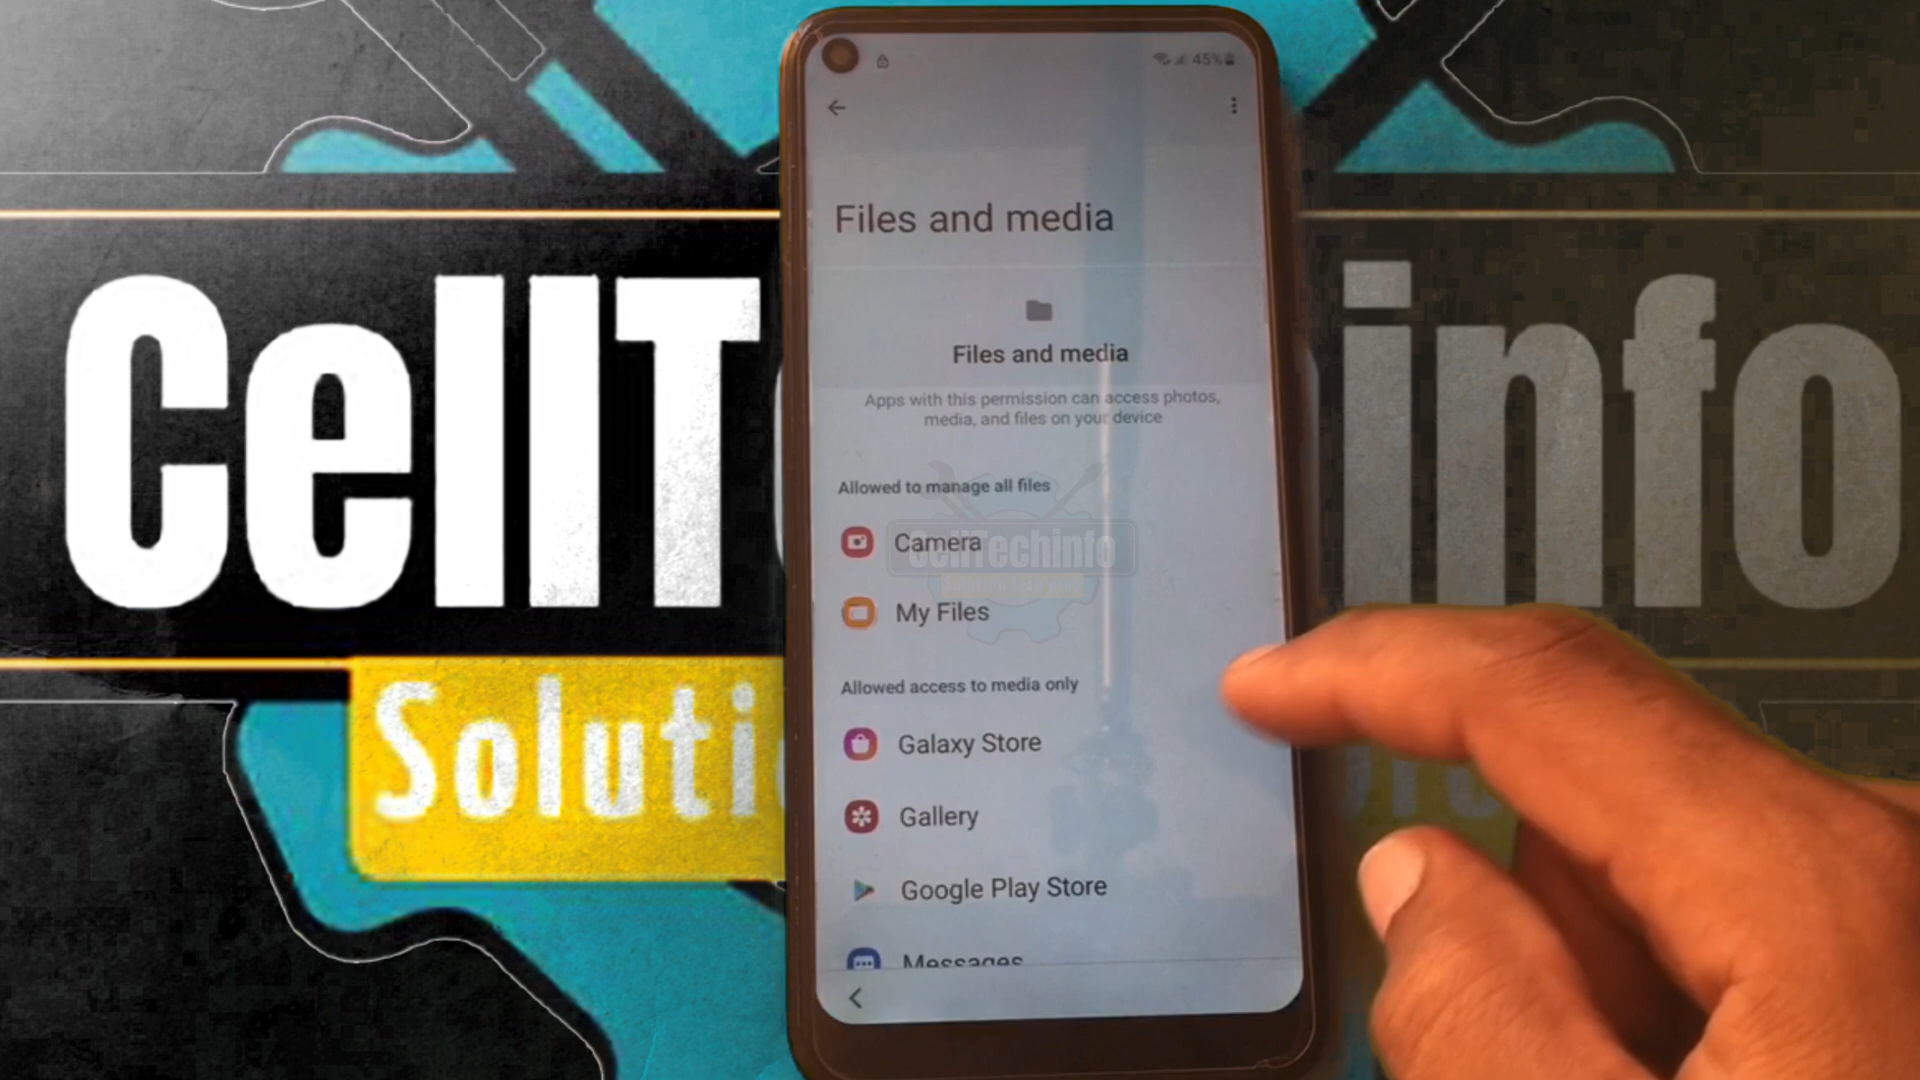 45%
Files and media
Files and media
Apps with this permission can access photos,
media, and files on your device
Allowed to manage all files
Camera
My Files
Allowed access to media only
Galaxy Store
Gallery
Google Play Store
Messages
CellT
info
Soluti
CellTechinfo